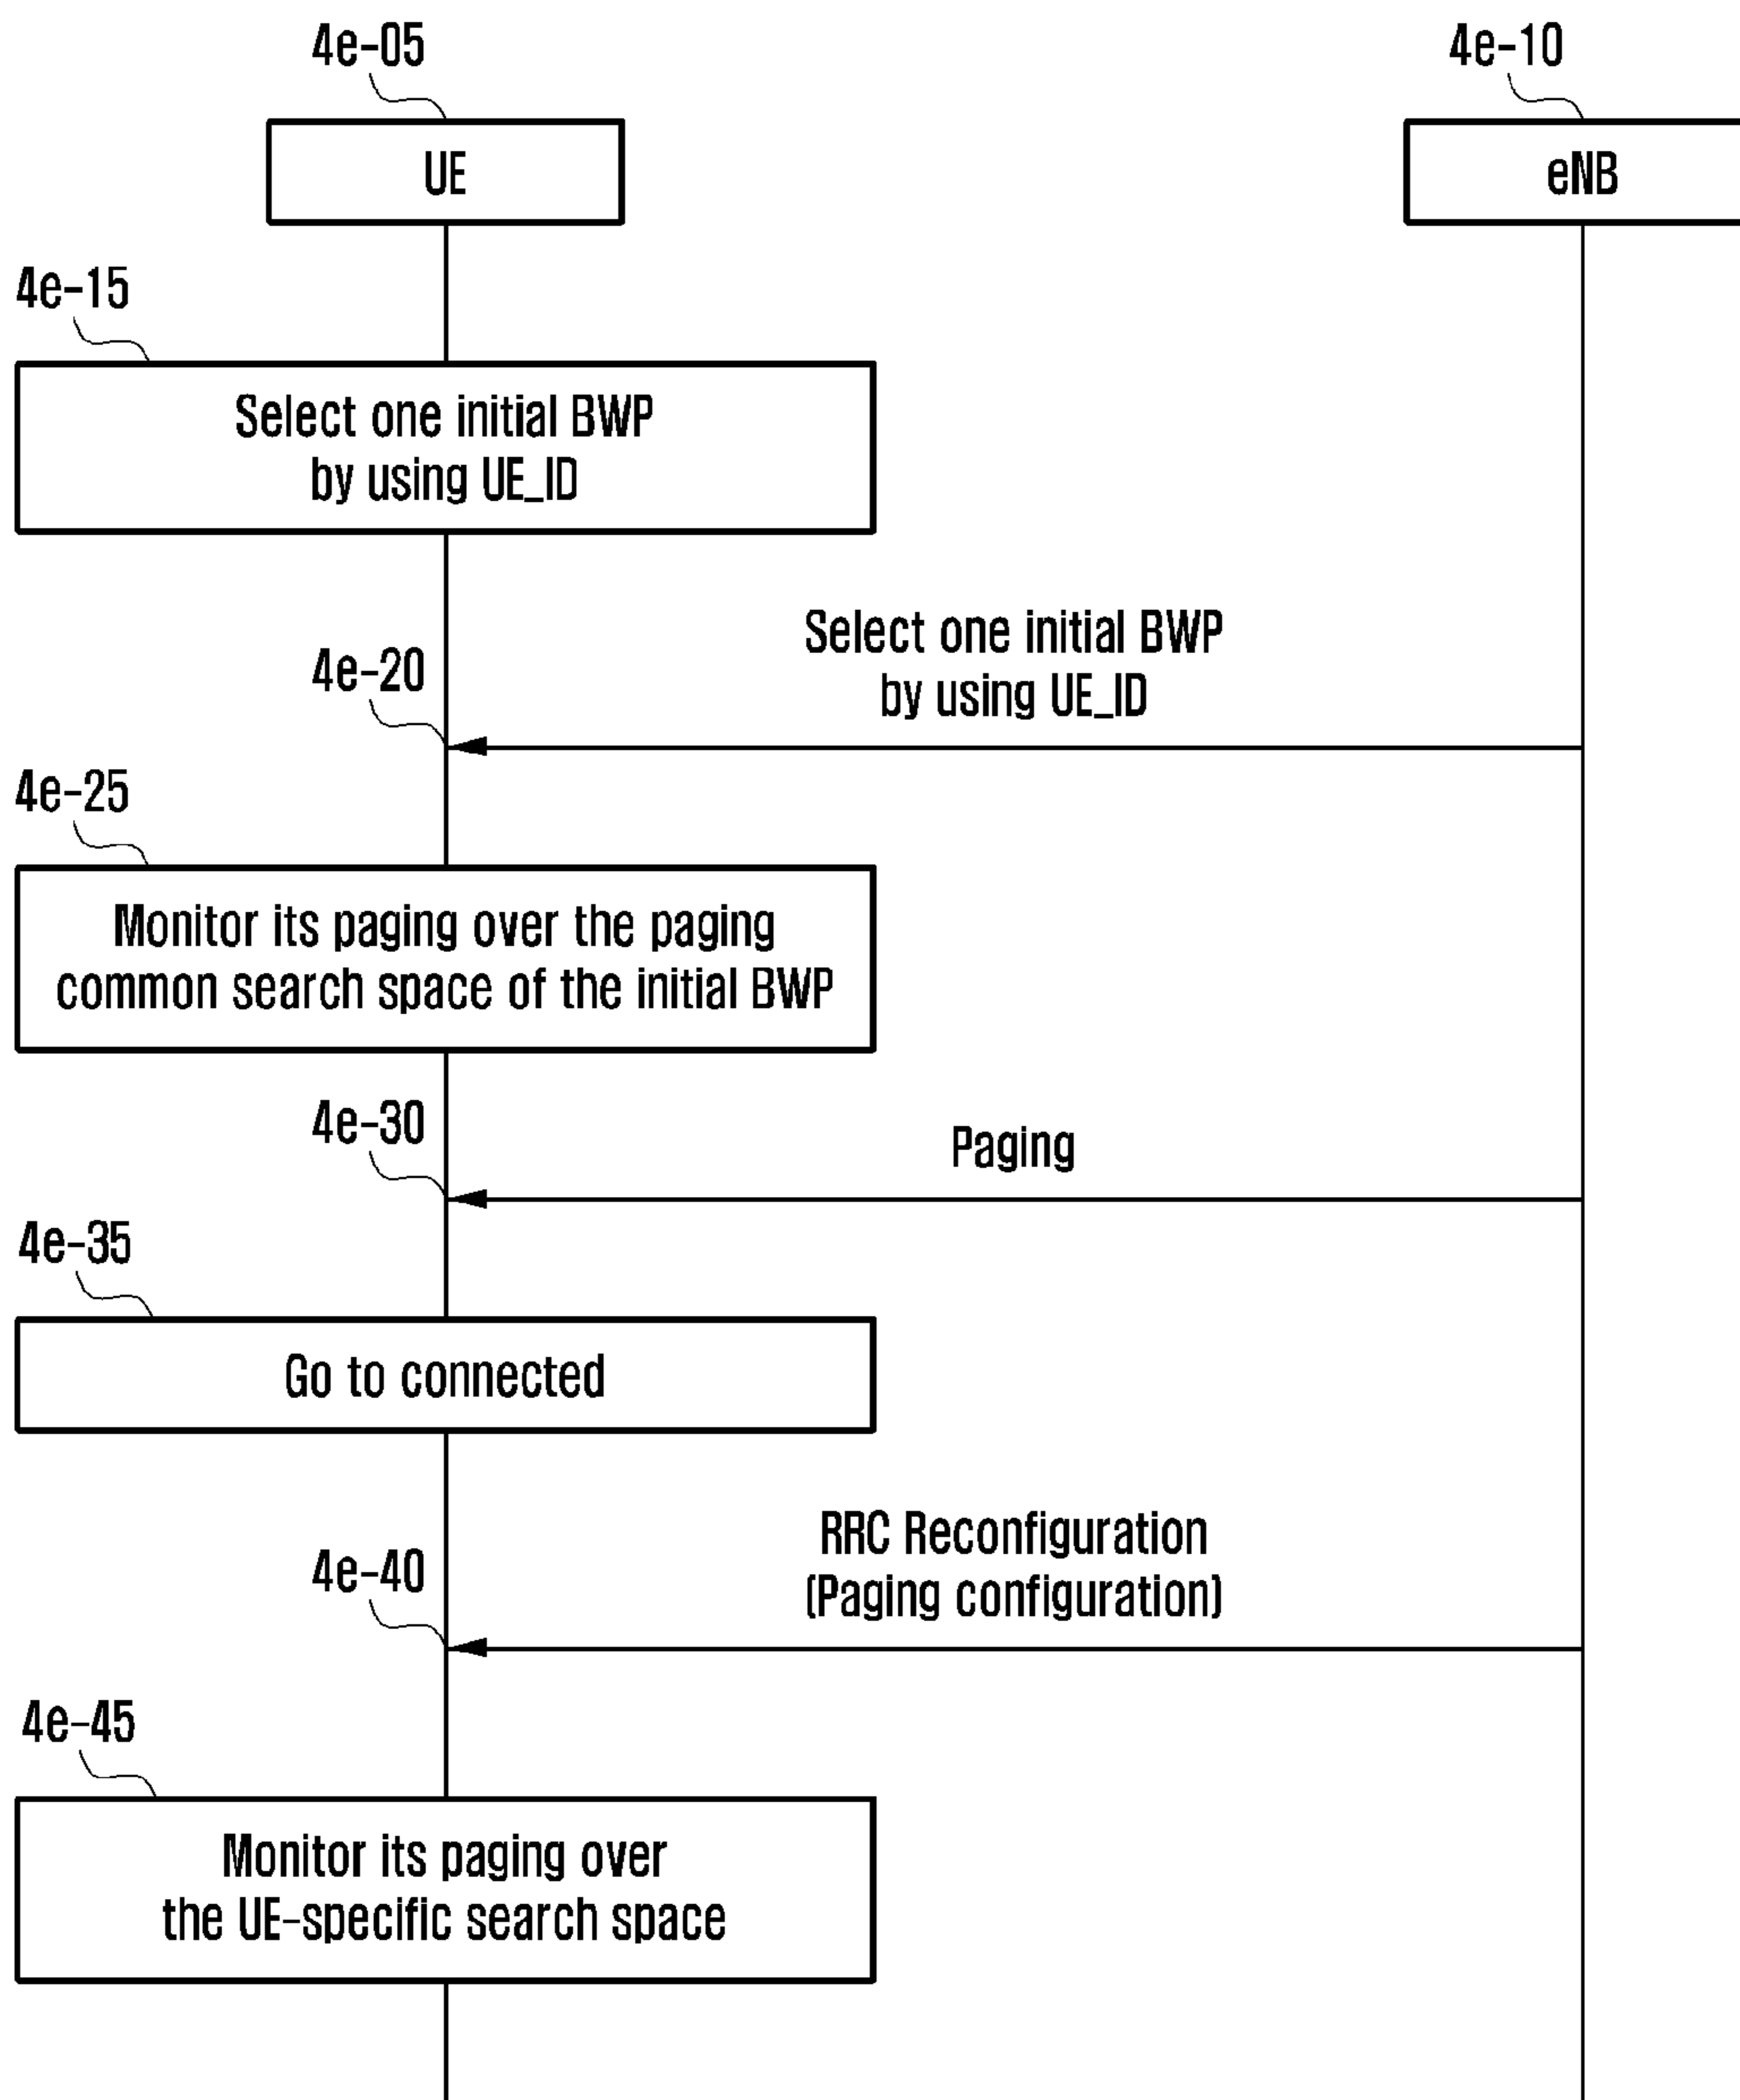 4e-05
4e-10
UE
eNB
4e-15
Select one initial BWP
by using UE_ID
Select one initial BWP
by using UE_ID
4e-20
4e-25
Monitor its paging over the paging
common search space of the initial BWP
4e-30
Paging
4e-35
Go to connected
RRC Reconfiguration
(Paging configuration)
4e-40
4e-45
Monitor its paging over
the UE-specific search space